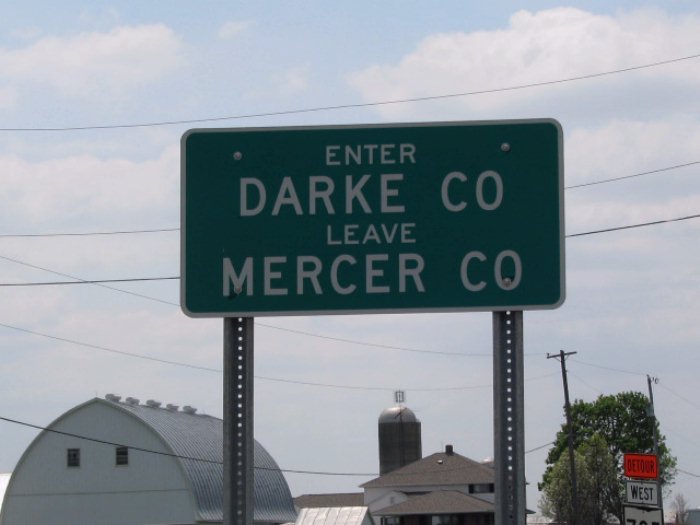 ENTER
DARKE CO
LEAVE
MERCER CO
DETOUR
WEST